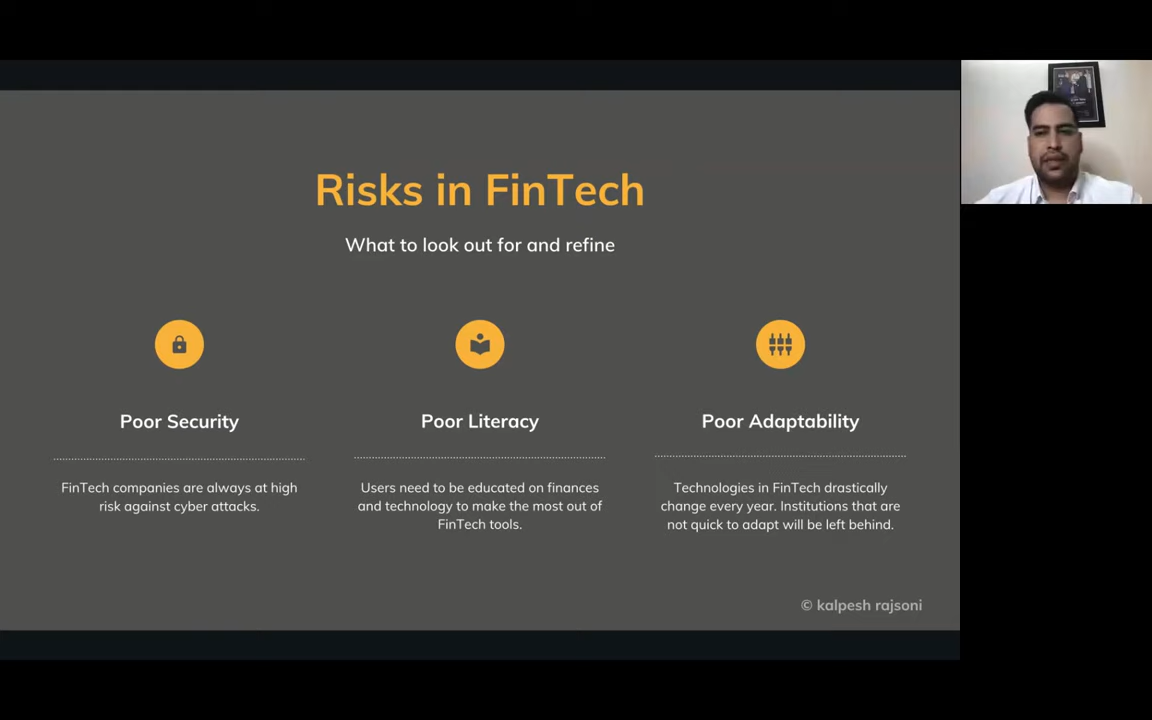 Risks in FinTech
What to look out for and refine
Poor Security
FinTech companies are always at high
risk against cyber attacks.
Poor Literacy
Users need to be educated on finances
and technology to make the most out of
FinTech tools.
Poor Adaptability
Technologies in FinTech drastically
change every year. Institutions that are
not quick to adapt will be left behind.
© kalpesh rajsoni